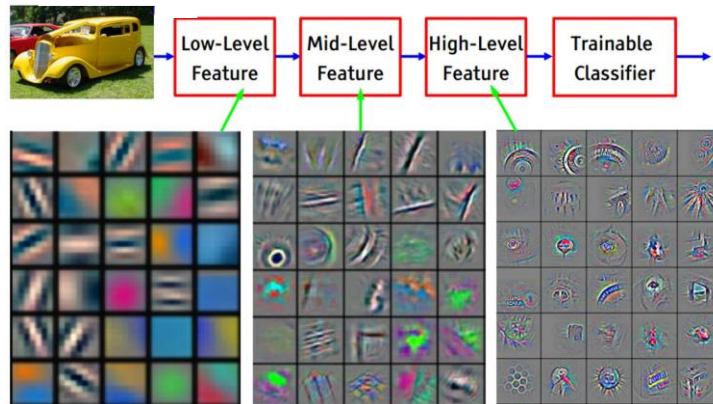 Low-Level
Feature
Mid-Level
Feature
High-Level
Feature
Trainable
Classifier